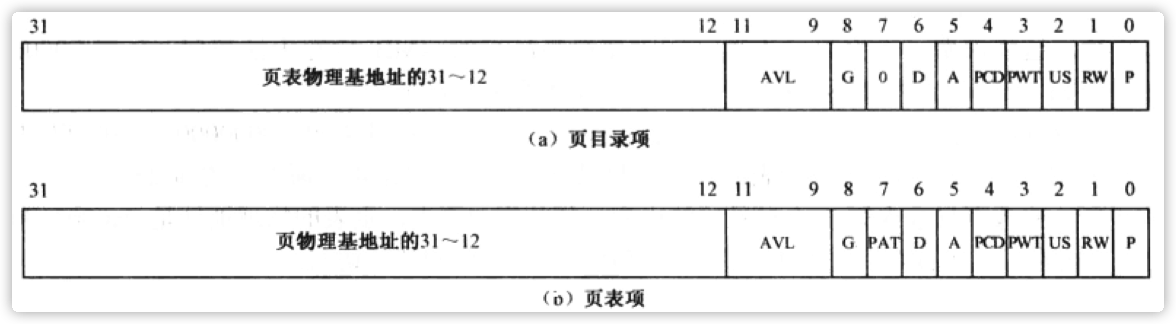 31 12 11 9 8 7 6 5 4 3 2 1 0
页表物理基地址的31～12 AVL G 0 D A PCD PWT US RW P
（a）页目录项
31 12 11 9 8 7 6 5 4 3 2 1 0
页物理基地址的31～12 AVL G PAT D A PCD PWT US RW P
（b）页表项